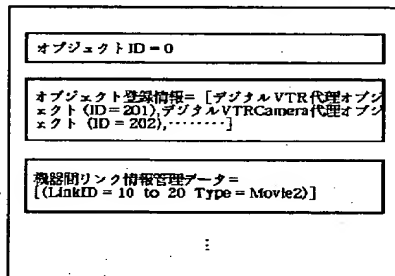 オブジェクトID=0
オブジェクト登録情報= [デジタルVTR代理オブジ
ェクト (ID=201),デジタルVTRCamera代理オブジ
ェクト (ID = 202),‥‥‥‥]
機器間リンク情報管理データ=
[(LinkID = 10 to 20 Type = Movie2)]
⋮